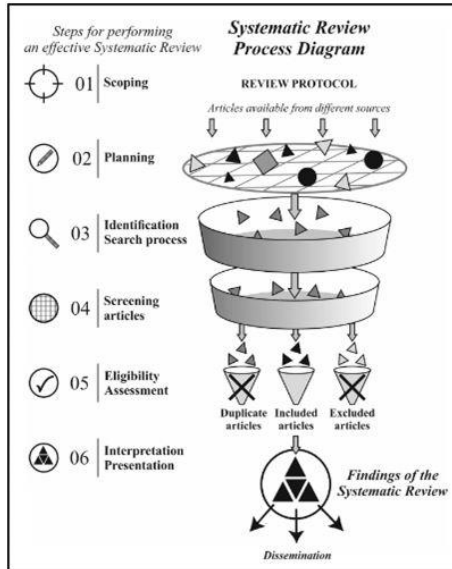 Steps for performing
an effective Systematic Review
01 Scoping
02 Planning
03 Identification
Search process
04 Screening
articles
05 Eligibility
Assessment
06 Interpretation
Presentation
Systematic Review
Process Diagram
REVIEW PROTOCOL
Articles available from different sources
Duplicate
articles
Included
articles
Excluded
articles
Findings of the
Systematic Review
Dissemination